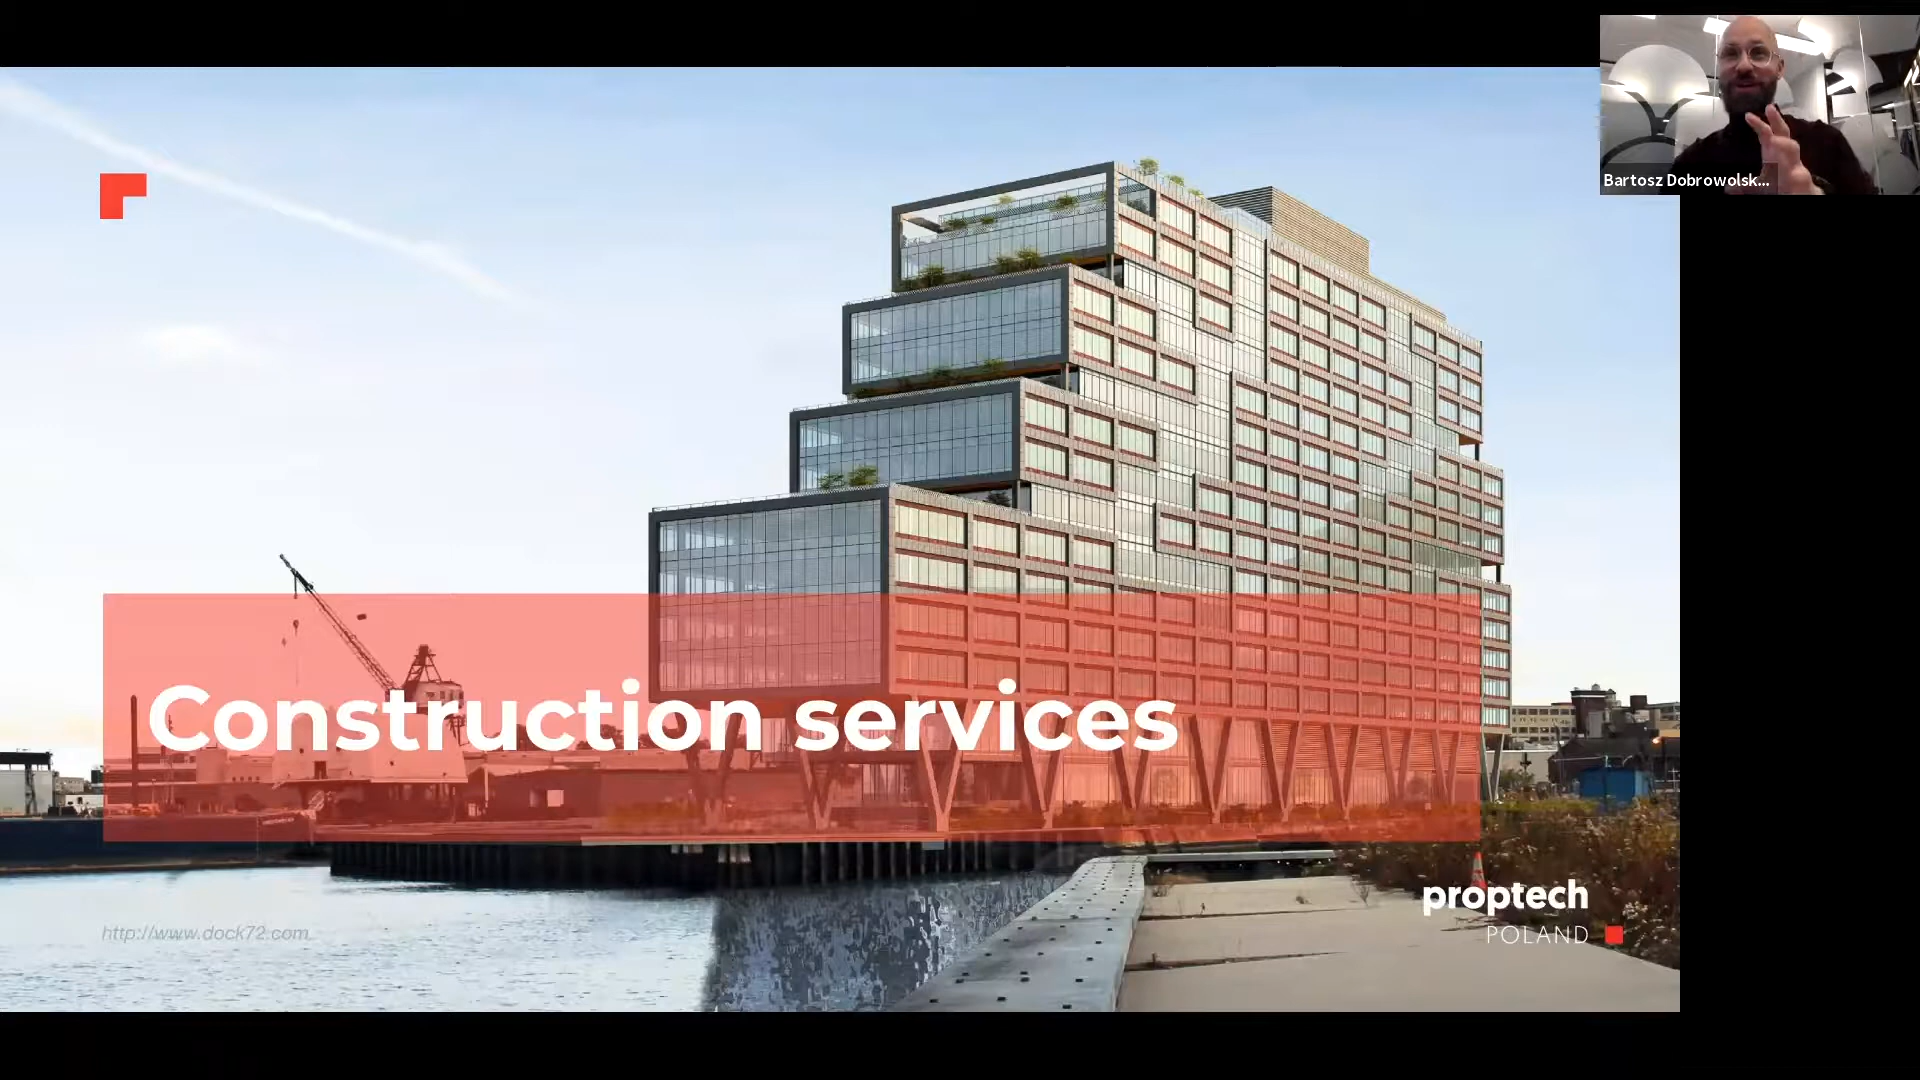 Bartosz Dobrowolsk...
Construction services
proptech
POLAND
http://www.dock72.com